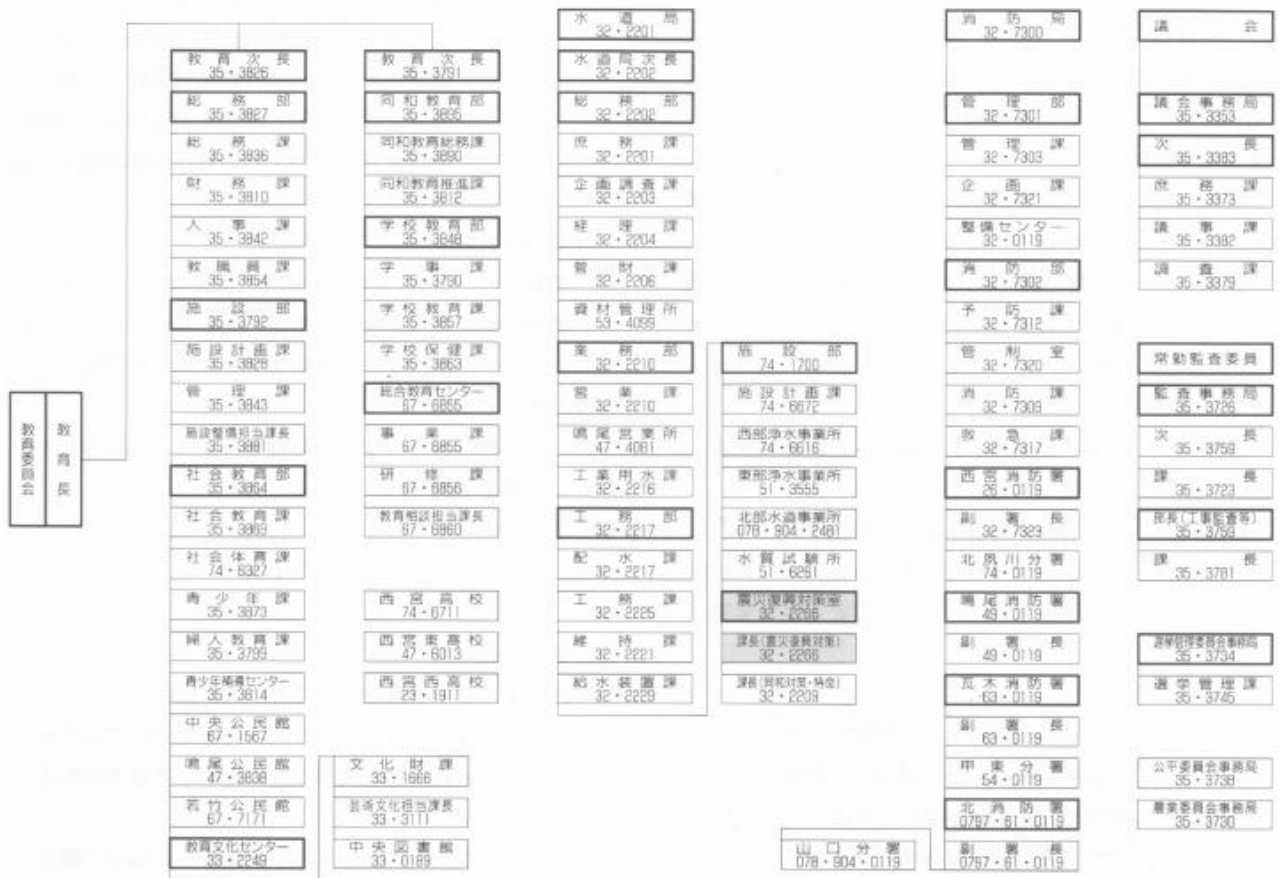 教育委員会
教育長
教育次長
35・3826
総務部
35・3827
総務課
35・3836
財務課
35・3810
人事課
35・3842
教職員課
35・3854
施設部
35・3792
施設計画課
35・3828
管理課
35・3843
施設整備担当課長
35・3881
社会教育部
35・3864
社会教育課
35・3869
社会体育課
74・6327
青少年課
35・3873
婦人教育課
35・3799
青少年補導センター
35・3814
中央公民館
67・1567
鳴尾公民館
47・3838
若竹公民館
67・7171
教育文化センター
33・2249
文化財課
33・1666
芸術文化担当課長
33・3111
中央図書館
33・0189
教育次長
35・3791
同和教育部
35・3895
同和教育総務課
35・3890
同和教育推進課
35・3812
学校教育部
35・3848
学事課
35・3790
学校教育課
35・3857
学校保健課
35・3863
総合教育センター
67・6855
事業課
67・6855
研修課
67・6856
教育相談担当課長
67・6860
西宮高校
74・6711
西宮東高校
47・6013
西宮西高校
23・1911
水道局
32・2201
水道局次長
32・2202
総務部
32・2202
庶務課
32・2201
企画調査課
32・2203
経理課
32・2204
管財課
32・2206
資材管理所
53・4099
業務部
32・2210
営業課
32・2210
鳴尾営業所
47・4081
工業用水課
32・2216
工務部
32・2217
配水課
32・2217
工務課
32・2225
維持課
32・2221
給水装置課
32・2229
施設部
74・1700
施設計画課
74・6672
西部浄水事業所
74・6616
東部浄水事業所
51・3555
北部水道事業所
078・904・2481
水質試験所
51・6261
震災復興対策室
32・2266
課長(震災復興対策)
32・2266
課長(同和対策・特命)
32・2209
消防局
32・7300
管理部
32・7301
管理課
32・7303
企画課
32・7321
整備センター
32・0119
消防部
32・7302
予防課
32・7312
管制室
32・7320
消防課
32・7309
救急課
32・7317
西宮消防署
26・0119
副署長
32・7323
北夙川分署
74・0119
鳴尾消防署
49・0119
副署長
49・0119
瓦木消防署
63・0119
副署長
63・0119
甲東分署
54・0119
北消防署
0797・61・0119
副署長
0797・61・0119
山口分署
078・904・0119
議会
議会事務局
35・3353
次長
35・3383
庶務課
35・3373
議事課
35・3382
調査課
35・3379
常勤監査委員
監査事務局
35・3726
次長
35・3759
課長
35・3723
部長(工事監査等)
35・3759
課長
35・3781
選挙管理委員会事務局
35・3734
選挙管理課
35・3745
公平委員会事務局
35・3738
農業委員会事務局
35・3730